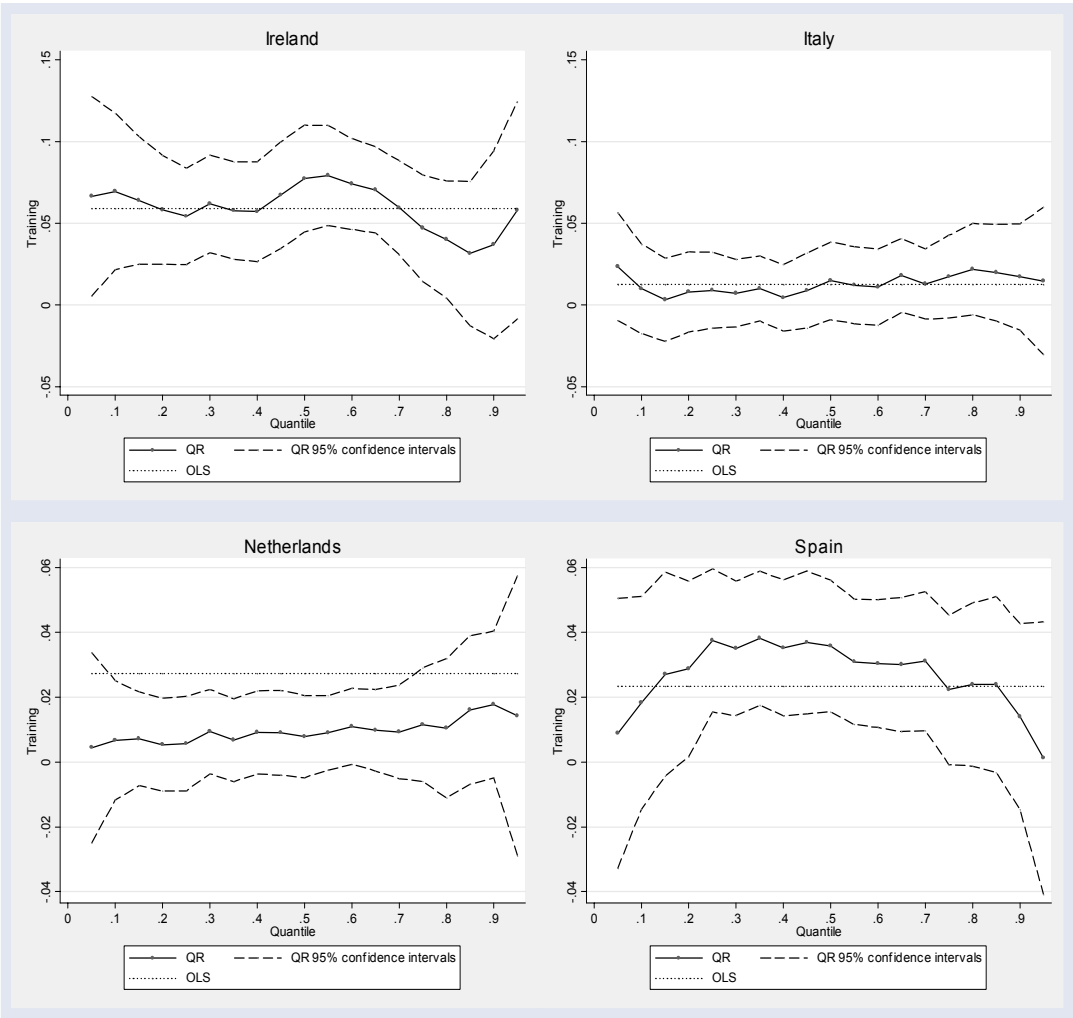 Ireland
.15
.1
.05
0
-.05
Training
0 .1 .2 .3 .4 .5 .6 .7 .8 .9
Quantile
QR QR 95% confidence intervals
OLS
Italy
.15
.1
.05
0
-.05
Training
0 .1 .2 .3 .4 .5 .6 .7 .8 .9
Quantile
QR QR 95% confidence intervals
OLS
Netherlands
.06
.04
.02
0
-.02
-.04
Training
0 .1 .2 .3 .4 .5 .6 .7 .8 .9
Quantile
QR QR 95% confidence intervals
OLS
Spain
.06
.04
.02
0
-.02
-.04
Training
0 .1 .2 .3 .4 .5 .6 .7 .8 .9
Quantile
QR QR 95% confidence intervals
OLS